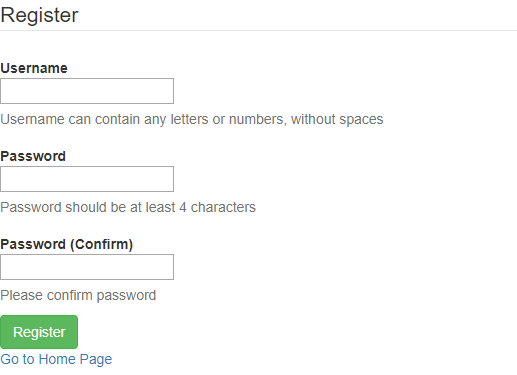 Register
Username
Username can contain any letters or numbers, without spaces
Password
Password should be at least 4 characters
Password (Confirm)
Please confirm password
Register
Go to Home Page